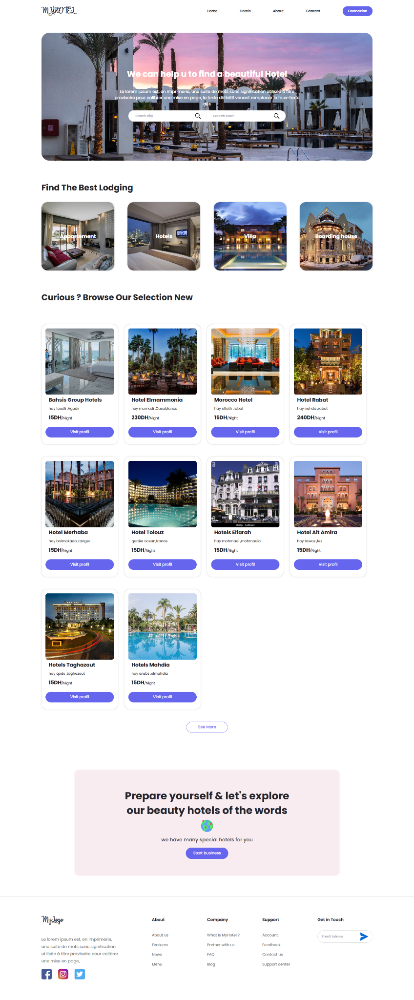 MYHOTEL
Home Hotels About Contact Connexion
We can help u to find a beautiful Hotel
Le lorem ipsum est, en imprimerie, une suite de mots sans signification utilisée à titre
provisoire pour calibrer une mise en page, le texte définitif venant remplacer le faux-texte
dès
Search city Search Hotel
x
Find The Best Lodging
Appartement Hotels Villa Boarding house
Curious ? Browse Our Selection New
Bahsis Group Hotels
hay toudli ,Agadir
15DH/Night
Visit profil
Hotel Elmammonia
hey mamadi ,Casablanca
230DH/Night
Visit profil
Morocco Hotel
hay elfath ,rabat
15DH/Night
Visit profil
Hotel Rabat
hay nahda ,rabat
240DH/Night
Visit profil
Hotel Merhaba
hay bnimakada ,tanger
15DH/Night
Visit profil
Hotel Tolouz
qartier ocean,france
15DH/Night
Visit profil
a a
alamy - A2KEW3
Hotels Elfarah
hay mohmadi ,mohmadia
15DH/Night
Visit profil
Hotel Ait Amira
hay tawas ,fes
15DH/Night
Visit profil
SOFITEL
Hotels Taghazout
hay qods ,taghazout
15DH/Night
Visit profil
Hotels Mahdia
hay arabs ,elmahdia
15DH/Night
Visit profil
See More
Prepare yourself & let's explore
our beauty hotels of the words
we have many special hotels for you
Start business
MyLogo
Le lorem ipsum est, en imprimerie,
une suite de mots sans signification
utilisée à titre provisoire pour calibrer
une mise en page,
About
About us
Features
News
Menu
Company
What is MyHotel ?
Partner with us
FAQ
Blog
Support
Account
Feedback
Contact us
Support center
Get in Touch
Email Adress